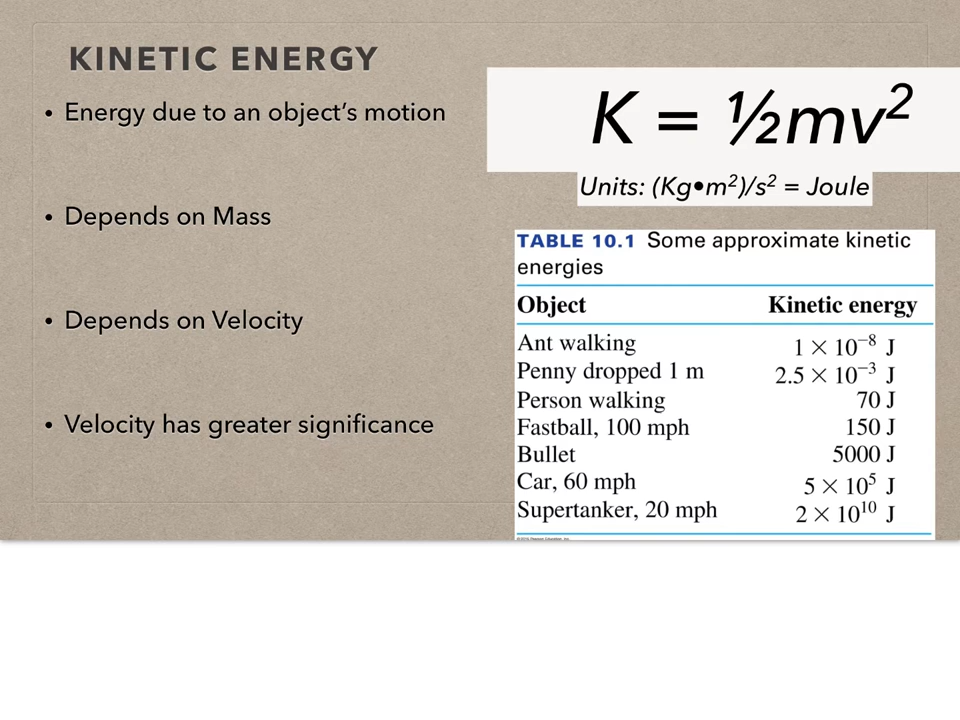 KINETIC ENERGY
• Energy due to an object’s motion
• Depends on Mass
• Depends on Velocity
• Velocity has greater significance
K = ½mv²
Units: (Kg•m²)/s² = Joule
TABLE 10.1 Some approximate kinetic
energies
Object Kinetic energy
Ant walking 1 × 10⁻⁸ J
Penny dropped 1 m 2.5 × 10⁻³ J
Person walking 70 J
Fastball, 100 mph 150 J
Bullet 5000 J
Car, 60 mph 5 × 10⁵ J
Supertanker, 20 mph 2 × 10¹⁰ J